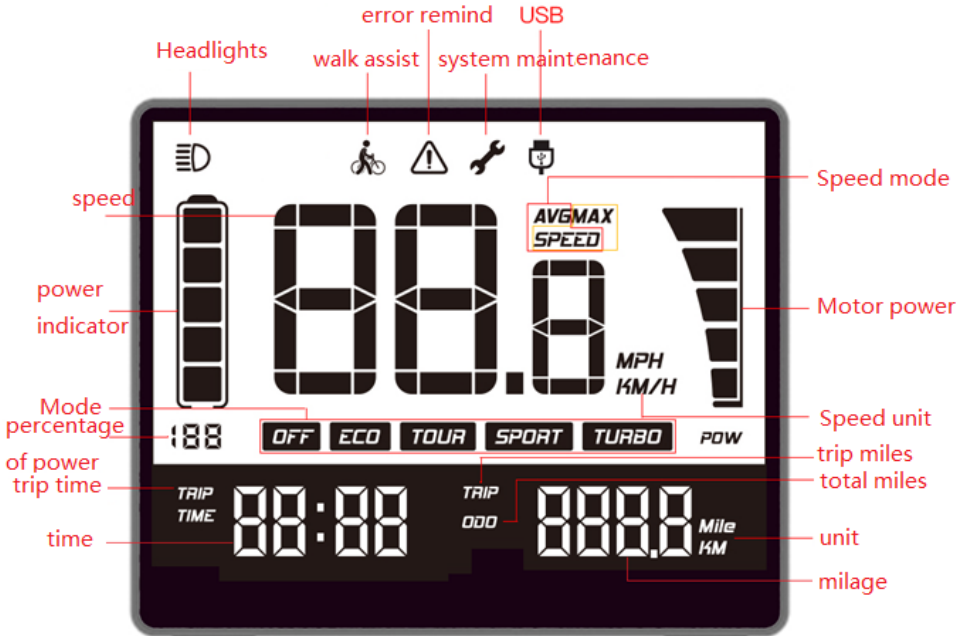 error remind USB
Headlights
walk assist system maintenance
Speed mode
speed
AVGMAX
SPEED
88.8
power
indicator
Motor power
MPH
KM/H
Mode
percentage
of power
188
OFF ECO TOUR SPORT TURBO
POW
Speed unit
trip miles
total miles
trip time
TRIP
TIME
88:88
TRIP
ODO
888.8
Mile
KM
time
unit
milage